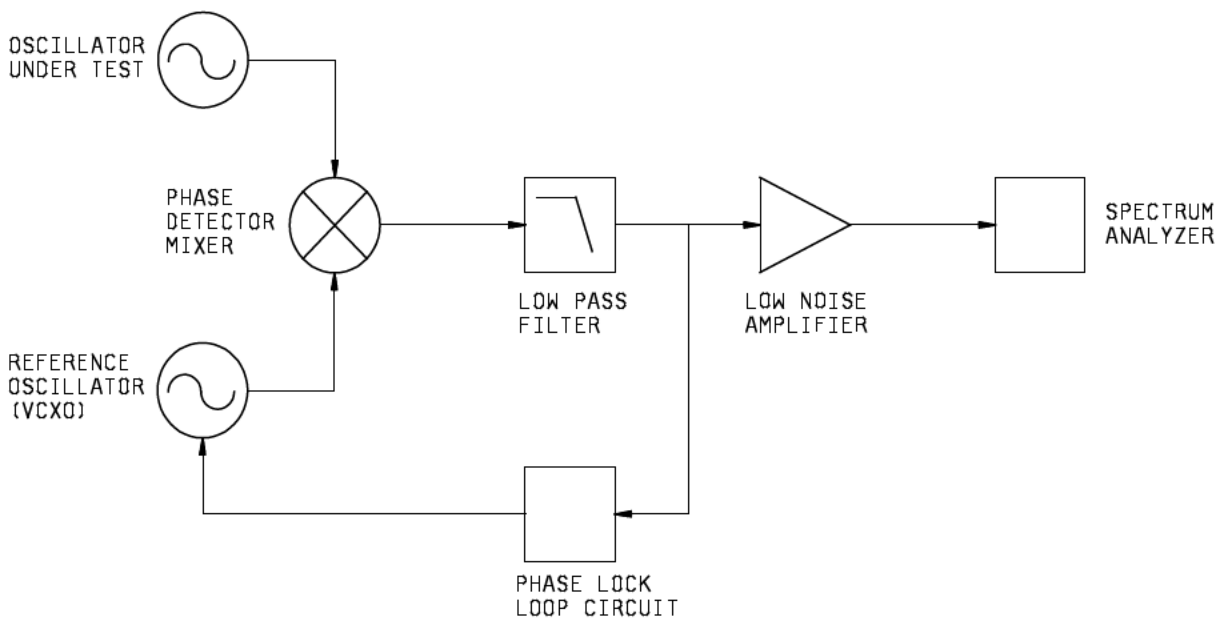 OSCILLATOR
UNDER TEST
PHASE
DETECTOR
MIXER
LOW PASS
FILTER
LOW NOISE
AMPLIFIER
SPECTRUM
ANALYZER
REFERENCE
OSCILLATOR
(VCXO)
PHASE LOCK
LOOP CIRCUIT